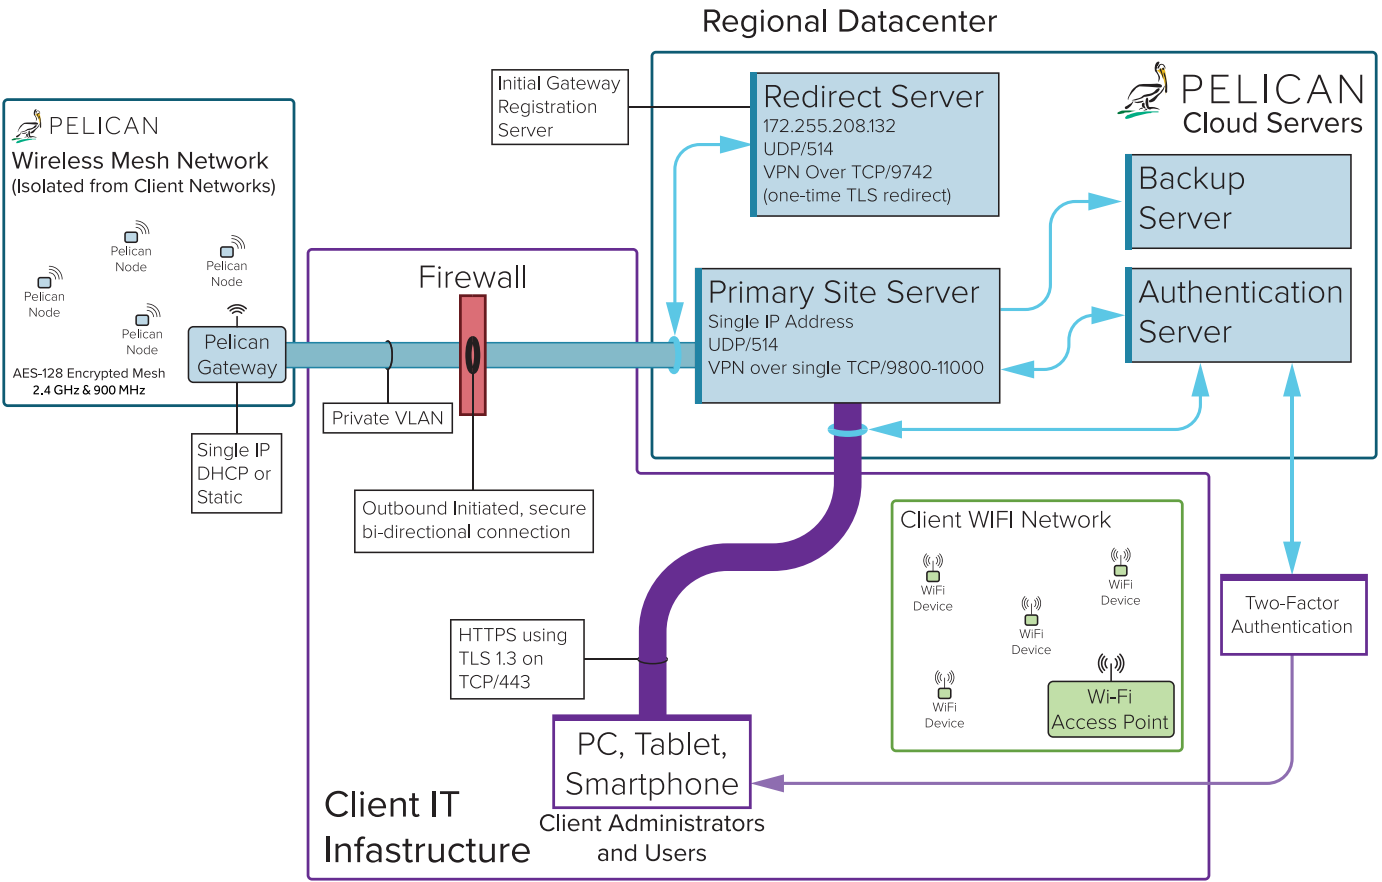 Regional Datacenter
PELICAN
Cloud Servers
Initial Gateway
Registration
Server
Redirect Server
172.255.208.132
UDP/514
VPN Over TCP/9742
(one-time TLS redirect)
Backup
Server
PELICAN
Wireless Mesh Network
(Isolated from Client Networks)
Pelican
Node
Pelican
Node
Pelican
Node
Pelican
Node
Pelican
Gateway
AES-128 Encrypted Mesh
2.4 GHz & 900 MHz
Firewall
Primary Site Server
Single IP Address
UDP/514
VPN over single TCP/9800-11000
Authentication
Server
Private VLAN
Single IP
DHCP or
Static
Outbound Initiated, secure
bi-directional connection
Client WIFI Network
WiFi
Device
WiFi
Device
WiFi
Device
WiFi
Device
Wi-Fi
Access Point
Two-Factor
Authentication
HTTPS using
TLS 1.3 on
TCP/443
PC, Tablet,
Smartphone
Client Administrators
and Users
Client IT
Infastructure